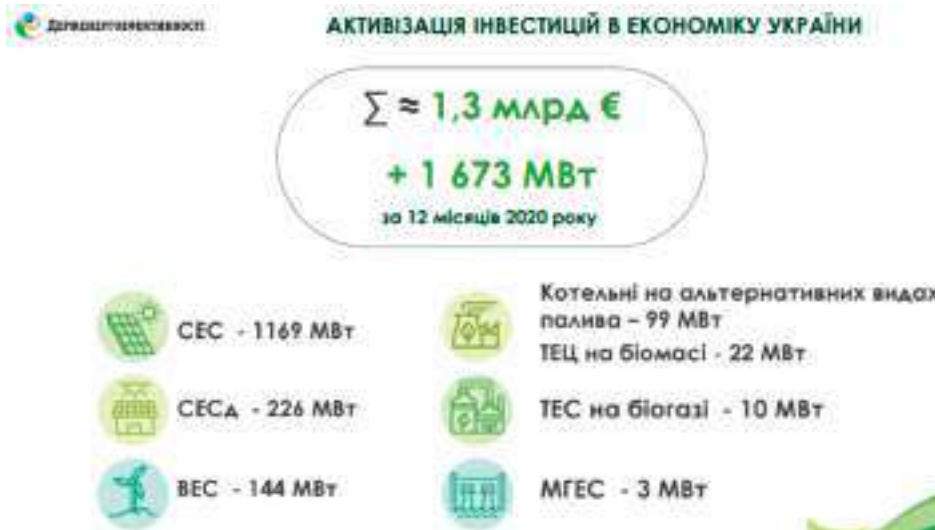 Держенергоефективності
АКТИВІЗАЦІЯ ІНВЕСТИЦІЙ В ЕКОНОМІКУ УКРАЇНИ
∑ ≈ 1,3 млрд €
+ 1 673 МВт
за 12 місяців 2020 року
СЕС - 1169 МВт
СЕСд - 226 МВт
ВЕС - 144 МВт
Котельні на альтернативних видах
палива – 99 МВт
ТЕЦ на біомасі - 22 МВт
ТЕС на біогазі - 10 МВт
МГЕС - 3 МВт